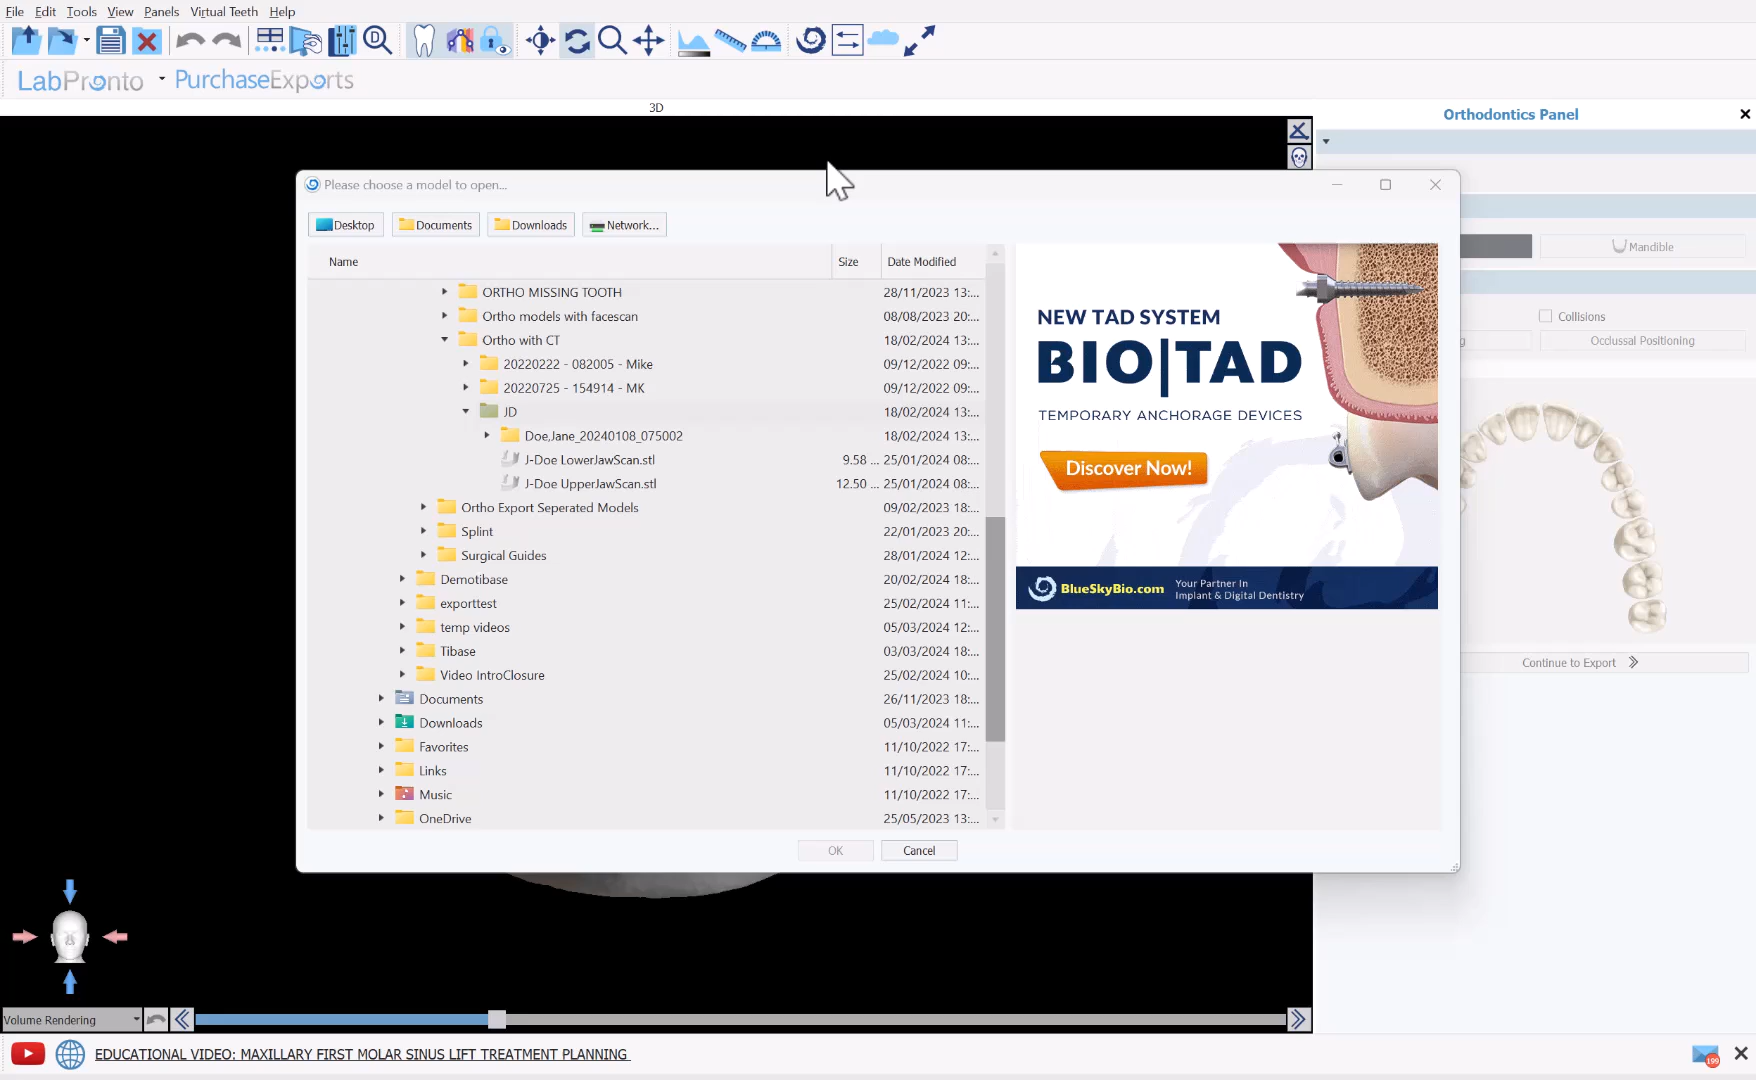 File Edit Tools View Panels Virtual Teeth Help
D
LabPronto PurchaseExports
3D
Orthodontics Panel
Please choose a model to open...
Desktop Documents Downloads Network...
Mandible
Name Size Date Modified
ORTHO MISSING TOOTH 28/11/2023 13:...
Ortho models with facescan 08/08/2023 20:...
Ortho with CT 18/02/2024 13:...
20220222 - 082005 - Mike 09/12/2022 09:...
20220725 - 154914 - MK 09/12/2022 09:...
JD 18/02/2024 13:...
Doe,Jane_20240108_075002 18/02/2024 13:...
J-Doe LowerJawScan.stl 9.58 ... 25/01/2024 08:...
J-Doe UpperJawScan.stl 12.50 ... 25/01/2024 08:...
Ortho Export Seperated Models 09/02/2023 18:...
Splint 22/01/2023 20:...
Surgical Guides 28/01/2024 12:...
Demotibase 20/02/2024 18:...
exporttest 25/02/2024 11:...
temp videos 05/03/2024 12:...
Tibase 03/03/2024 18:...
Video IntroClosure 25/02/2024 10:...
Documents 26/11/2023 18:...
Downloads 05/03/2024 11:...
Favorites 11/10/2022 17:...
Links 11/10/2022 17:...
Music 11/10/2022 17:...
OneDrive 25/05/2023 13:...
NEW TAD SYSTEM
BIO|TAD
TEMPORARY ANCHORAGE DEVICES
Discover Now!
BlueSkyBio.com Your Partner In
Implant & Digital Dentistry
Collisions
g Occlussal Positioning
Continue to Export
OK Cancel
Volume Rendering
EDUCATIONAL VIDEO: MAXILLARY FIRST MOLAR SINUS LIFT TREATMENT PLANNING
199